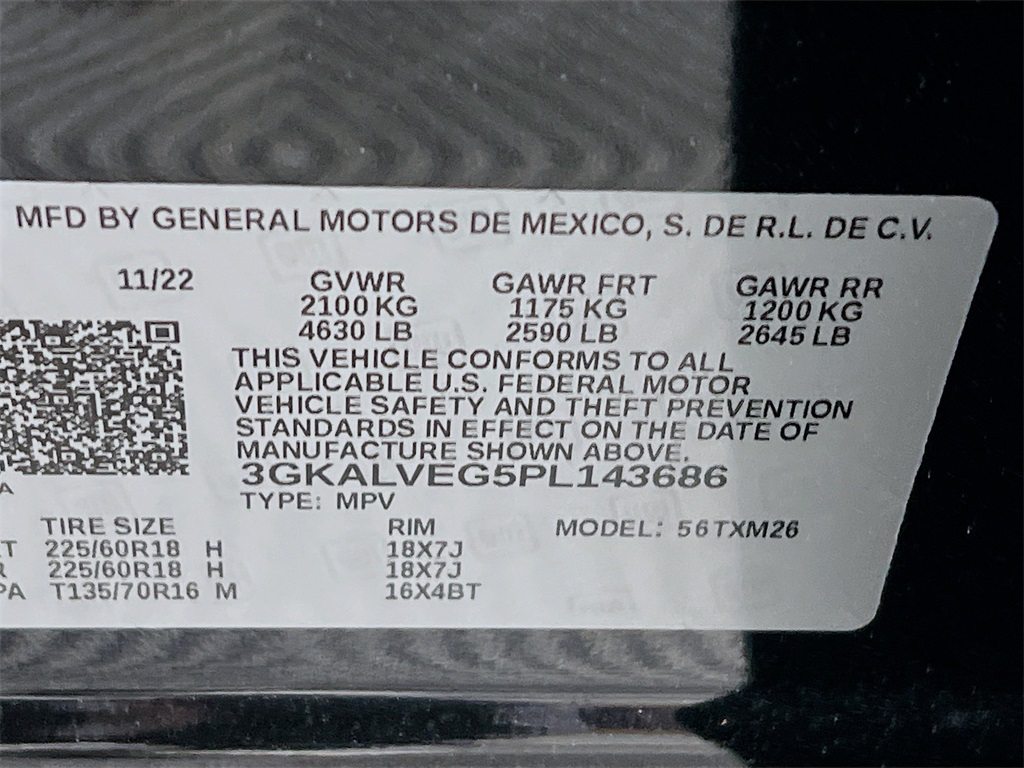 MFD BY GENERAL MOTORS DE MEXICO, S. DE R.L. DE C.V.
11/22 GVWR GAWR FRT GAWR RR
2100 KG 1175 KG 1200 KG
4630 LB 2590 LB 2645 LB
THIS VEHICLE CONFORMS TO ALL
APPLICABLE U.S. FEDERAL MOTOR
VEHICLE SAFETY AND THEFT PREVENTION
STANDARDS IN EFFECT ON THE DATE OF
MANUFACTURE SHOWN ABOVE.
3GKALVEG5PL143686
TYPE: MPV
TIRE SIZE RIM MODEL: 56TXM26
T 225/60R18 H 18X7J
R 225/60R18 H 18X7J
PA T135/70R16 M 16X4BT